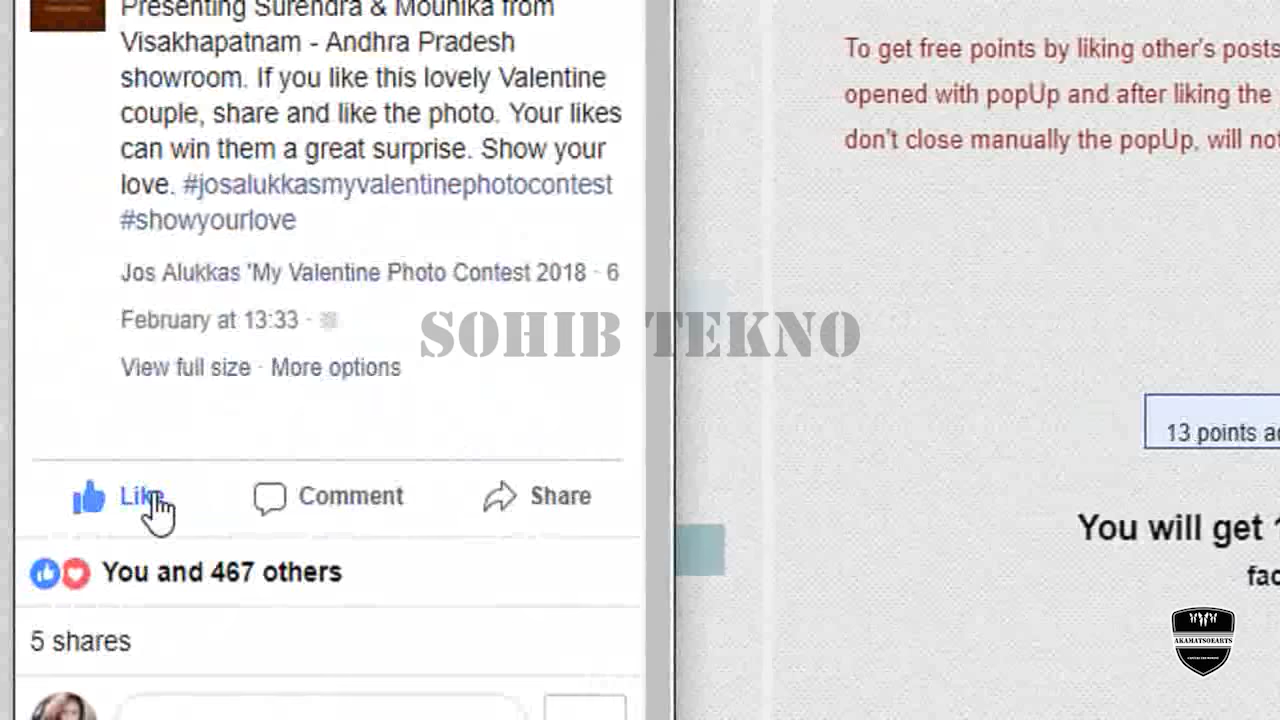 Presenting Surendra & Mounika from
Visakhapatnam - Andhra Pradesh
showroom. If you like this lovely Valentine
couple, share and like the photo. Your likes
can win them a great surprise. Show your
love. #josalukkasmyvalentinephotocontest
#showyourlove
Jos Alukkas 'My Valentine Photo Contest 2018 · 6
February at 13:33 ·
View full size · More options
Like
Comment
Share
You and 467 others
5 shares
To get free points by liking other's posts
opened with popUp and after liking the
don't close manually the popUp, will not
SOHIB TEKNO
13 points a
You will get
fac
AKAMATSOEARTS